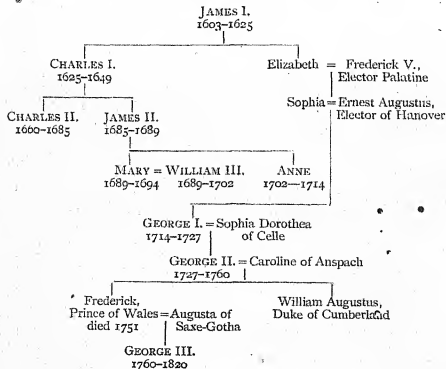 JAMES I.
1603–1625
CHARLES I.
1625–1649
Elizabeth = Frederick V.,
Elector Palatine
Sophia = Ernest Augustus,
Elector of Hanover
CHARLES II.
1660–1685
JAMES II.
1685–1689
MARY = WILLIAM III.
1689–1694 1689–1702
ANNE
1702—1714
GEORGE I. = Sophia Dorothea
1714–1727 of Celle
GEORGE II. = Caroline of Anspach
1727–1760
Frederick,
Prince of Wales = Augusta of
died 1751 Saxe-Gotha
William Augustus,
Duke of Cumberland
GEORGE III.
1760–1820